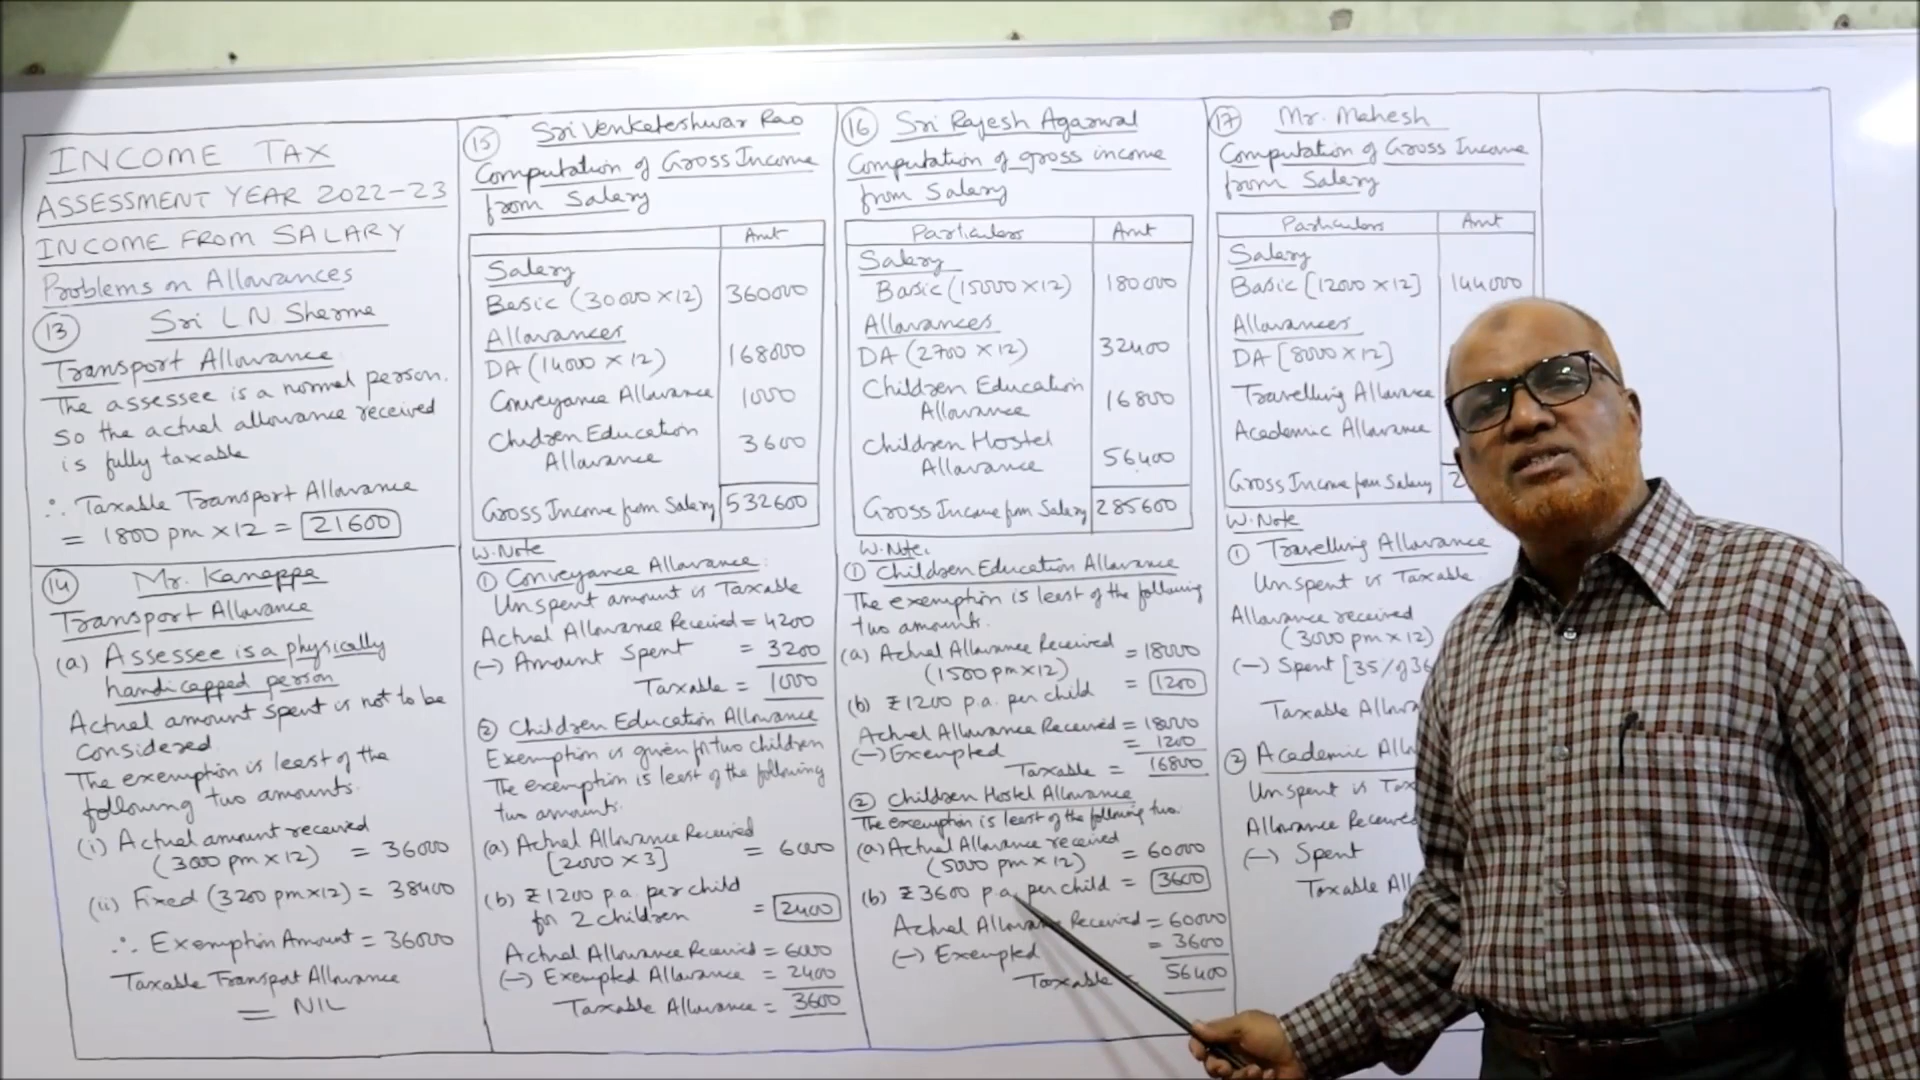 INCOME TAX
ASSESSMENT YEAR 2022-23
INCOME FROM SALARY
Problems on Allowances
13 Sri L N Sharma
Transport Allowance
The assessee is a normal person.
So the actual allowance received
is fully taxable
∴ Taxable Transport Allowance
= 1800 pm × 12 = 21600
14 Mr. Kanappa
Transport Allowance
(a) Assessee is a physically
handicapped person
Actual amount spent is not to be
considered
The exemption is least of the
following two amounts.
(i) Actual amount received
(3000 pm × 12) = 36000
(ii) Fixed (3200 pm×12) = 38400
∴ Exemption Amount = 36000
Taxable Transport Allowance
= NIL
15 Sri Venkateshwar Rao
Computation of Gross Income
from Salary
Amt
Salary
Basic (30000 × 12) 360000
Allowances
DA (14000 × 12) 168000
Conveyance Allowance 1000
Children Education
Allowance 3600
Gross Income from Salary 532600
W.Note
① Conveyance Allowance:
Unspent amount is Taxable
Actual Allowance Received = 4200
(-) Amount Spent = 3200
Taxable = 1000
② Children Education Allowance
Exemption is given for two children
The exemption is least of the following
two amounts.
(a) Actual Allowance Received
[2000 × 3] = 6000
(b) ₹1200 p.a. per child
for 2 children = 2400
Actual Allowance Received = 6000
(-) Exempted Allowance = 2400
Taxable Allowance = 3600
16 Sri Rajesh Agarwal
Computation of gross income
from Salary
Particulars Amt
Salary
Basic (15000 × 12) 180000
Allowances
DA (2700 × 12) 32400
Children Education
Allowance 16800
Children Hostel
Allowance 56400
Gross Income from Salary 285600
W.Note.
① Children Education Allowance
The exemption is least of the following
two amounts.
(a) Actual Allowance Received
(1500 pm × 12) = 18000
(b) ₹1200 p.a. per child = 1200
Actual Allowance Received = 18000
(-) Exempted = 1200
Taxable = 16800
② Children Hostel Allowance
The exemption is least of the following two.
(a) Actual Allowance received
(5000 pm × 12) = 60000
(b) ₹3600 p.a. per child = 3600
Actual Received = 60000
(-) Exempted = 3600
Taxable = 56400
17 Mr. Mahesh
Computation of Gross Income
from Salary
Particulars Amt
Salary
Basic [12000 × 12] 144000
Allowances
DA [8000 × 12]
Travelling Allowance
Academic Allowance
Gross Income from Salary 2
W.Note
① Travelling Allowance
Unspent is Taxable
Allowance received
(3000 pm × 12)
(-) Spent [35% of 36
Taxable
② Academic
Unspent is
Allowance Received
(-) Spent
Taxable